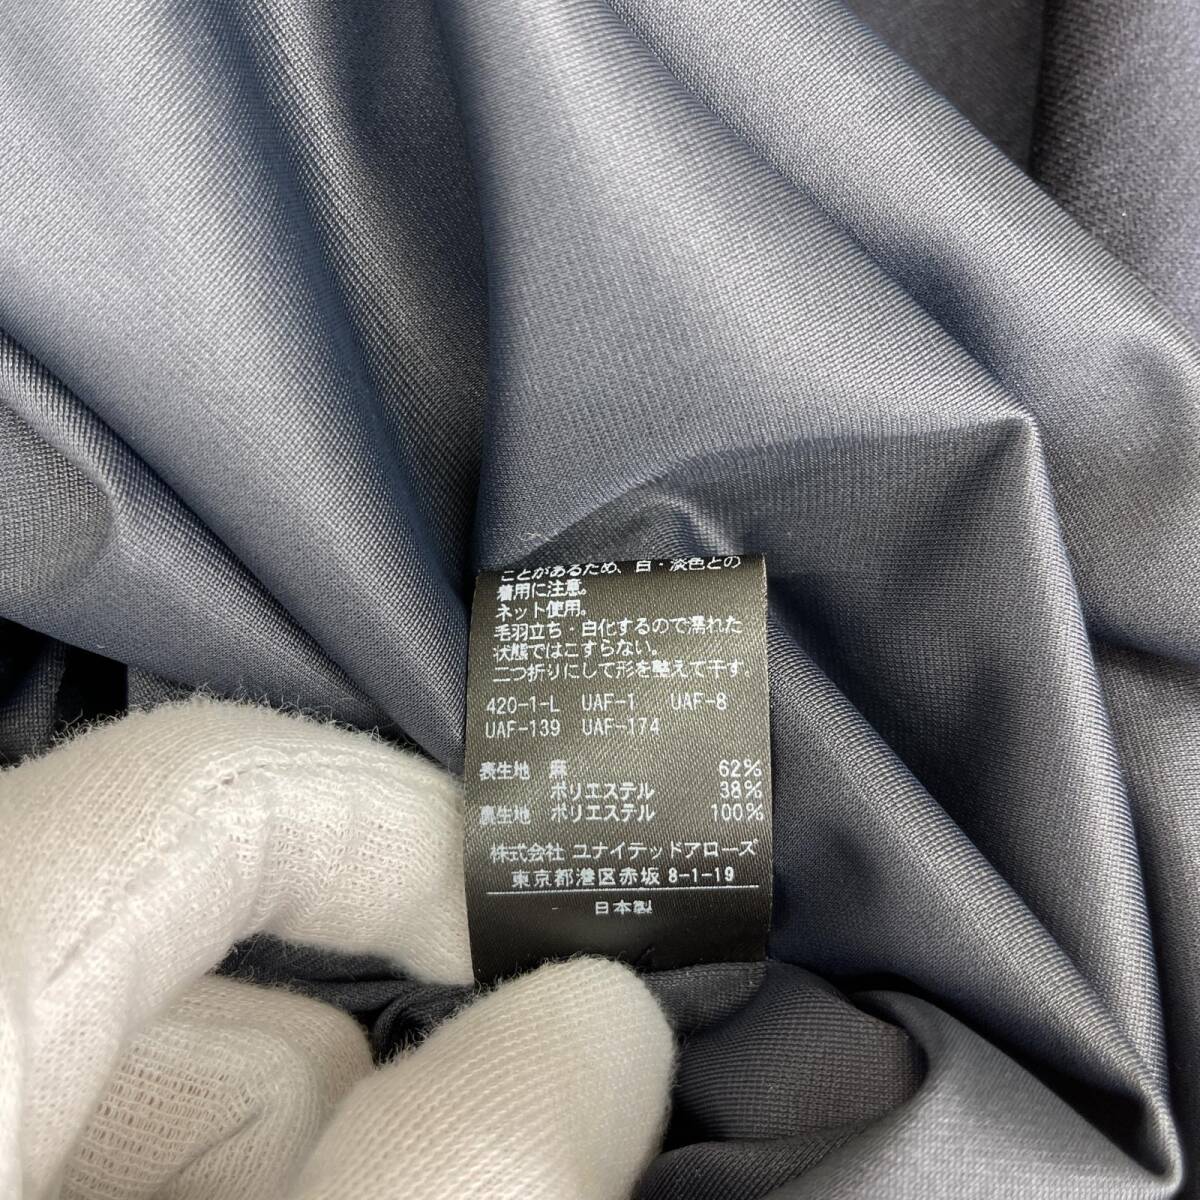 ことがあるため、白・淡色との
着用に注意。
ネット使用。
毛羽立ち・白化するので濡れた
状態ではこすらない。
二つ折りにして形を整えて干す。
420-1-L UAF-1 UAF-8
UAF-139 UAF-174
表生地 麻 62%
ポリエステル 38%
裏生地 ポリエステル 100%
株式会社 ユナイテッドアローズ
東京都港区赤坂 8-1-19
日本製